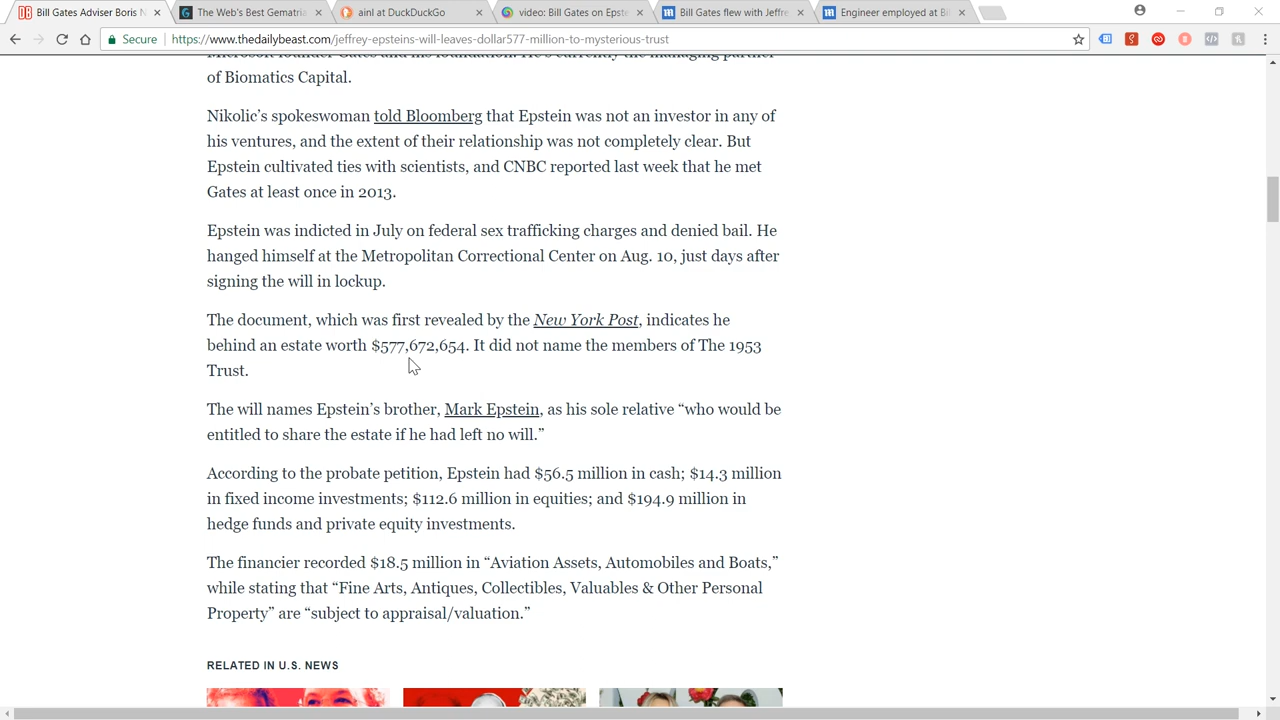 Bill Gates Adviser Boris N
The Web's Best Gematria
ainl at DuckDuckGo
video: Bill Gates on Epste
Bill Gates flew with Jeffre
Engineer employed at Bi
Secure https://www.thedailybeast.com/jeffrey-epsteins-will-leaves-dollar577-million-to-mysterious-trust
Microsoft founder Gates and his foundation. He's currently the managing partner
of Biomatics Capital.
Nikolic’s spokeswoman told Bloomberg that Epstein was not an investor in any of
his ventures, and the extent of their relationship was not completely clear. But
Epstein cultivated ties with scientists, and CNBC reported last week that he met
Gates at least once in 2013.
Epstein was indicted in July on federal sex trafficking charges and denied bail. He
hanged himself at the Metropolitan Correctional Center on Aug. 10, just days after
signing the will in lockup.
The document, which was first revealed by the New York Post, indicates he
behind an estate worth $577,672,654. It did not name the members of The 1953
Trust.
The will names Epstein’s brother, Mark Epstein, as his sole relative “who would be
entitled to share the estate if he had left no will.”
According to the probate petition, Epstein had $56.5 million in cash; $14.3 million
in fixed income investments; $112.6 million in equities; and $194.9 million in
hedge funds and private equity investments.
The financier recorded $18.5 million in “Aviation Assets, Automobiles and Boats,”
while stating that “Fine Arts, Antiques, Collectibles, Valuables & Other Personal
Property” are “subject to appraisal/valuation.”
RELATED IN U.S. NEWS